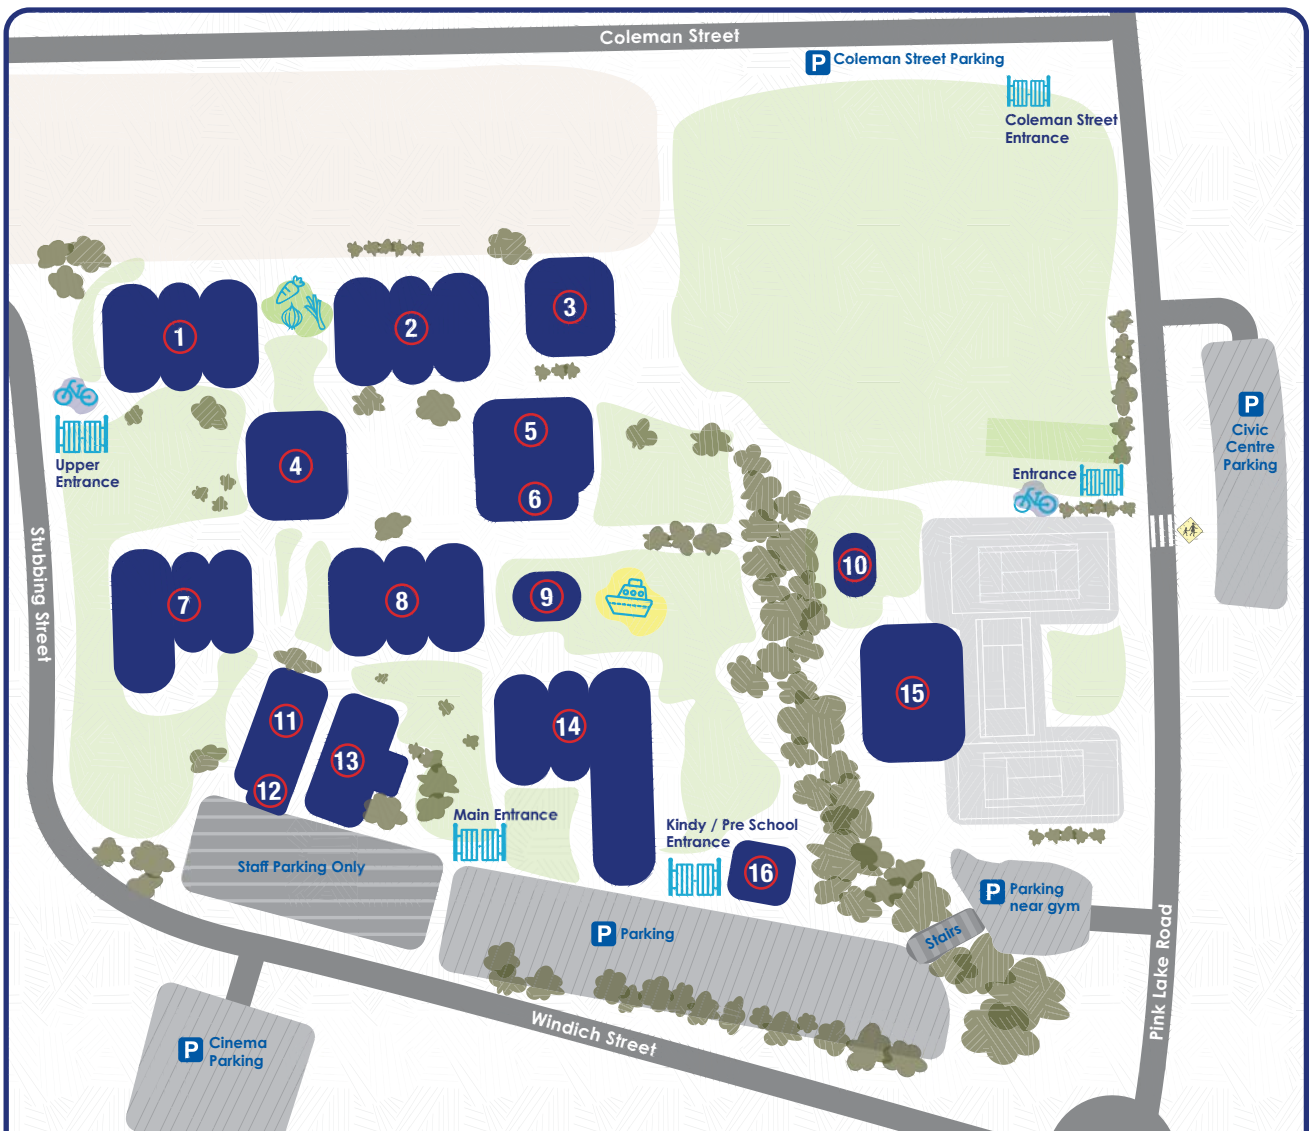 Coleman Street
P Coleman Street Parking
Coleman Street
Entrance
1
2
3
P
Civic
Centre
Parking
Upper
Entrance
4
5
6
Entrance
Stubbing Street
7
8
9
10
11
12
13
14
15
Main Entrance
Kindy / Pre School
Entrance
16
Staff Parking Only
P Parking
near gym
Stairs
P Parking
Pink Lake Road
Windich Street
P Cinema
Parking